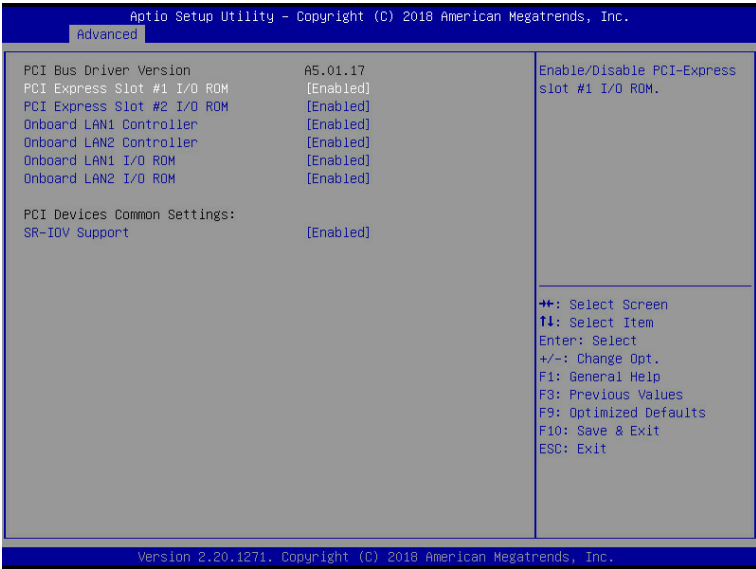 Aptio Setup Utility – Copyright (C) 2018 American Megatrends, Inc.
Advanced
PCI Bus Driver Version A5.01.17
PCI Express Slot #1 I/O ROM [Enabled]
PCI Express Slot #2 I/O ROM [Enabled]
Onboard LAN1 Controller [Enabled]
Onboard LAN2 Controller [Enabled]
Onboard LAN1 I/O ROM [Enabled]
Onboard LAN2 I/O ROM [Enabled]
PCI Devices Common Settings:
SR-IOV Support [Enabled]
Enable/Disable PCI-Express
slot #1 I/O ROM.
→←: Select Screen
↑↓: Select Item
Enter: Select
+/-: Change Opt.
F1: General Help
F3: Previous Values
F9: Optimized Defaults
F10: Save & Exit
ESC: Exit
Version 2.20.1271. Copyright (C) 2018 American Megatrends, Inc.